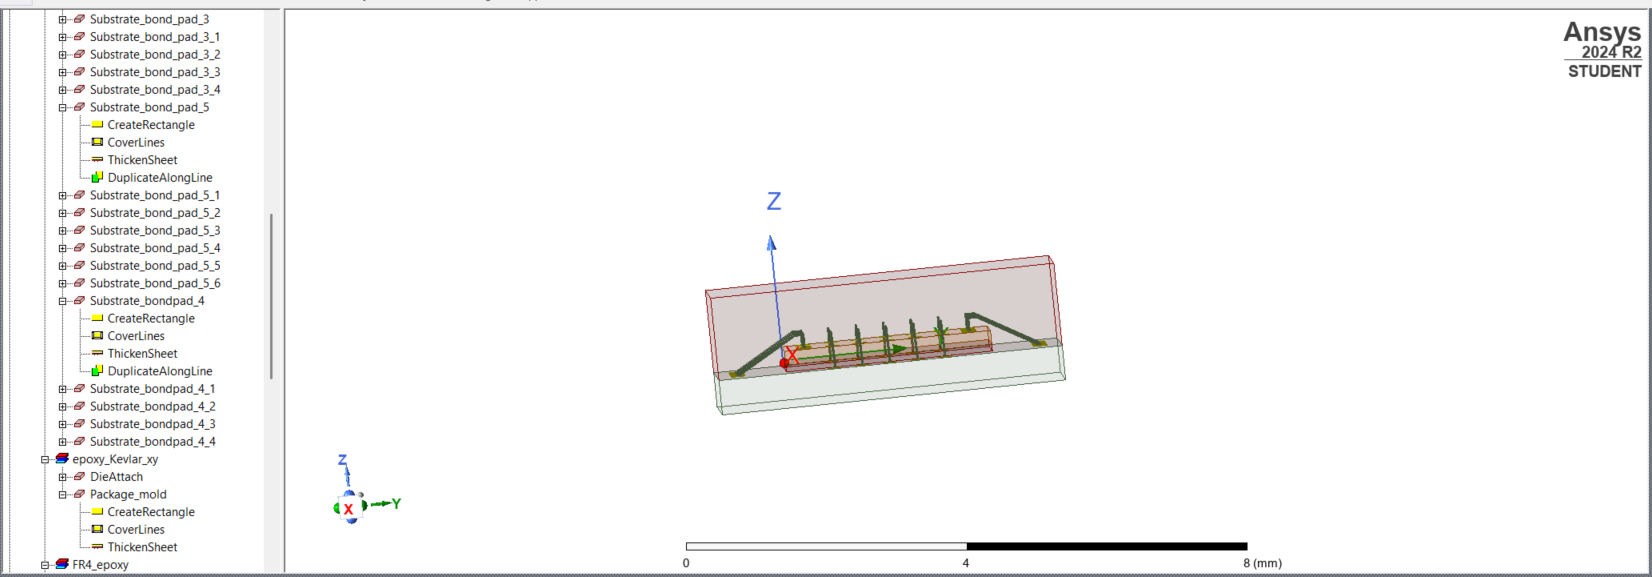 Substrate_bond_pad_3
Substrate_bond_pad_3_1
Substrate_bond_pad_3_2
Substrate_bond_pad_3_3
Substrate_bond_pad_3_4
Substrate_bond_pad_5
CreateRectangle
CoverLines
ThickenSheet
DuplicateAlongLine
Substrate_bond_pad_5_1
Substrate_bond_pad_5_2
Substrate_bond_pad_5_3
Substrate_bond_pad_5_4
Substrate_bond_pad_5_5
Substrate_bond_pad_5_6
Substrate_bondpad_4
CreateRectangle
CoverLines
ThickenSheet
DuplicateAlongLine
Substrate_bondpad_4_1
Substrate_bondpad_4_2
Substrate_bondpad_4_3
Substrate_bondpad_4_4
epoxy_Kevlar_xy
DieAttach
Package_mold
CreateRectangle
CoverLines
ThickenSheet
FR4_epoxy
Ansys
2024 R2
STUDENT
Z
X
Y
Z
X
Y
0 4 8 (mm)